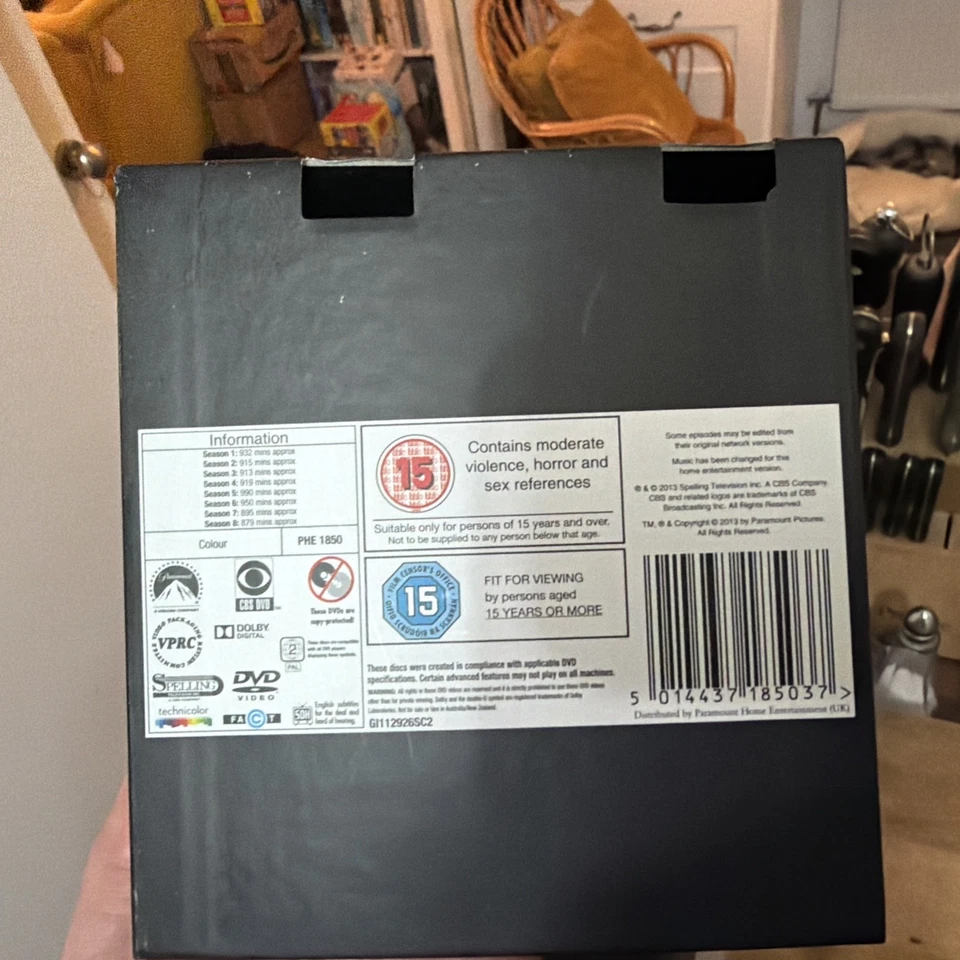 Information
Season 1: 932 mins approx
Season 2: 915 mins approx
Season 3: 913 mins approx
Season 4: 919 mins approx
Season 5: 990 mins approx
Season 6: 950 mins approx
Season 7: 895 mins approx
Season 8: 879 mins approx
Colour
PHE 1850
Paramount
CBS DVD
These DVDs are
copy-protected!
VIDEO PACKAGING
VPRC
DOLBY
DIGITAL
2
PAL
SPELLING
DVD
VIDEO
technicolor
FACT
English subtitles
for the deaf and
hard of hearing.
15
Contains moderate
violence, horror and
sex references
Suitable only for persons of 15 years and over.
Not to be supplied to any person below that age.
FILM CENSOR'S OFFICE
15
FIT FOR VIEWING
by persons aged
15 YEARS OR MORE
These discs were created in compliance with applicable DVD
specifications. Certain advanced features may not play on all machines.
GI112926SC2
Some episodes may be edited from
their original network versions.
Music has been changed for this
home entertainment version.
® & © 2013 Spelling Television Inc. A CBS Company.
CBS and related logos are trademarks of CBS
Broadcasting Inc. All Rights Reserved.
TM, ® & Copyright © 2013 by Paramount Pictures.
All Rights Reserved.
5 014437 185037 >
Distributed by Paramount Home Entertainment (UK)